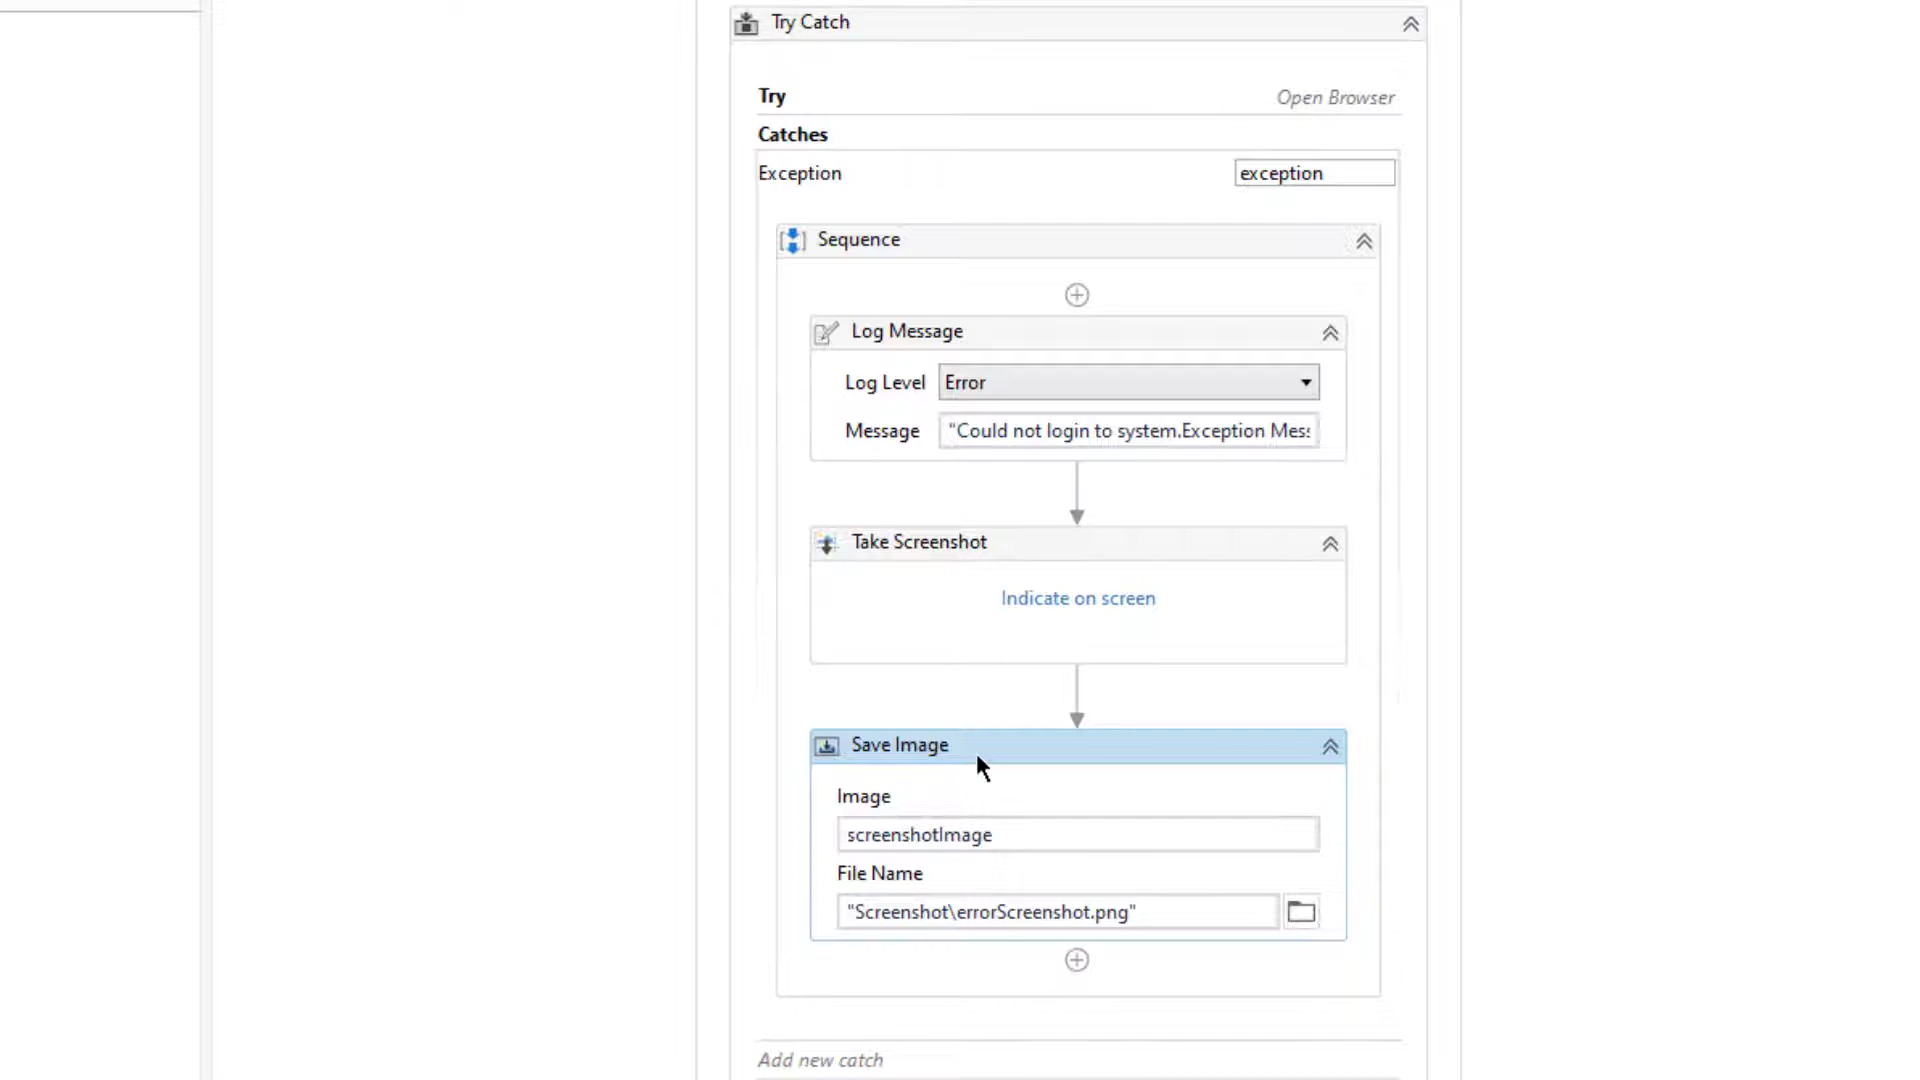 Try Catch
Try
Open Browser
Catches
Exception
exception
Sequence
Log Message
Log Level
Error
Message
"Could not login to system.Exception Mess
Take Screenshot
Indicate on screen
Save Image
Image
screenshotImage
File Name
"Screenshot\errorScreenshot.png"
Add new catch